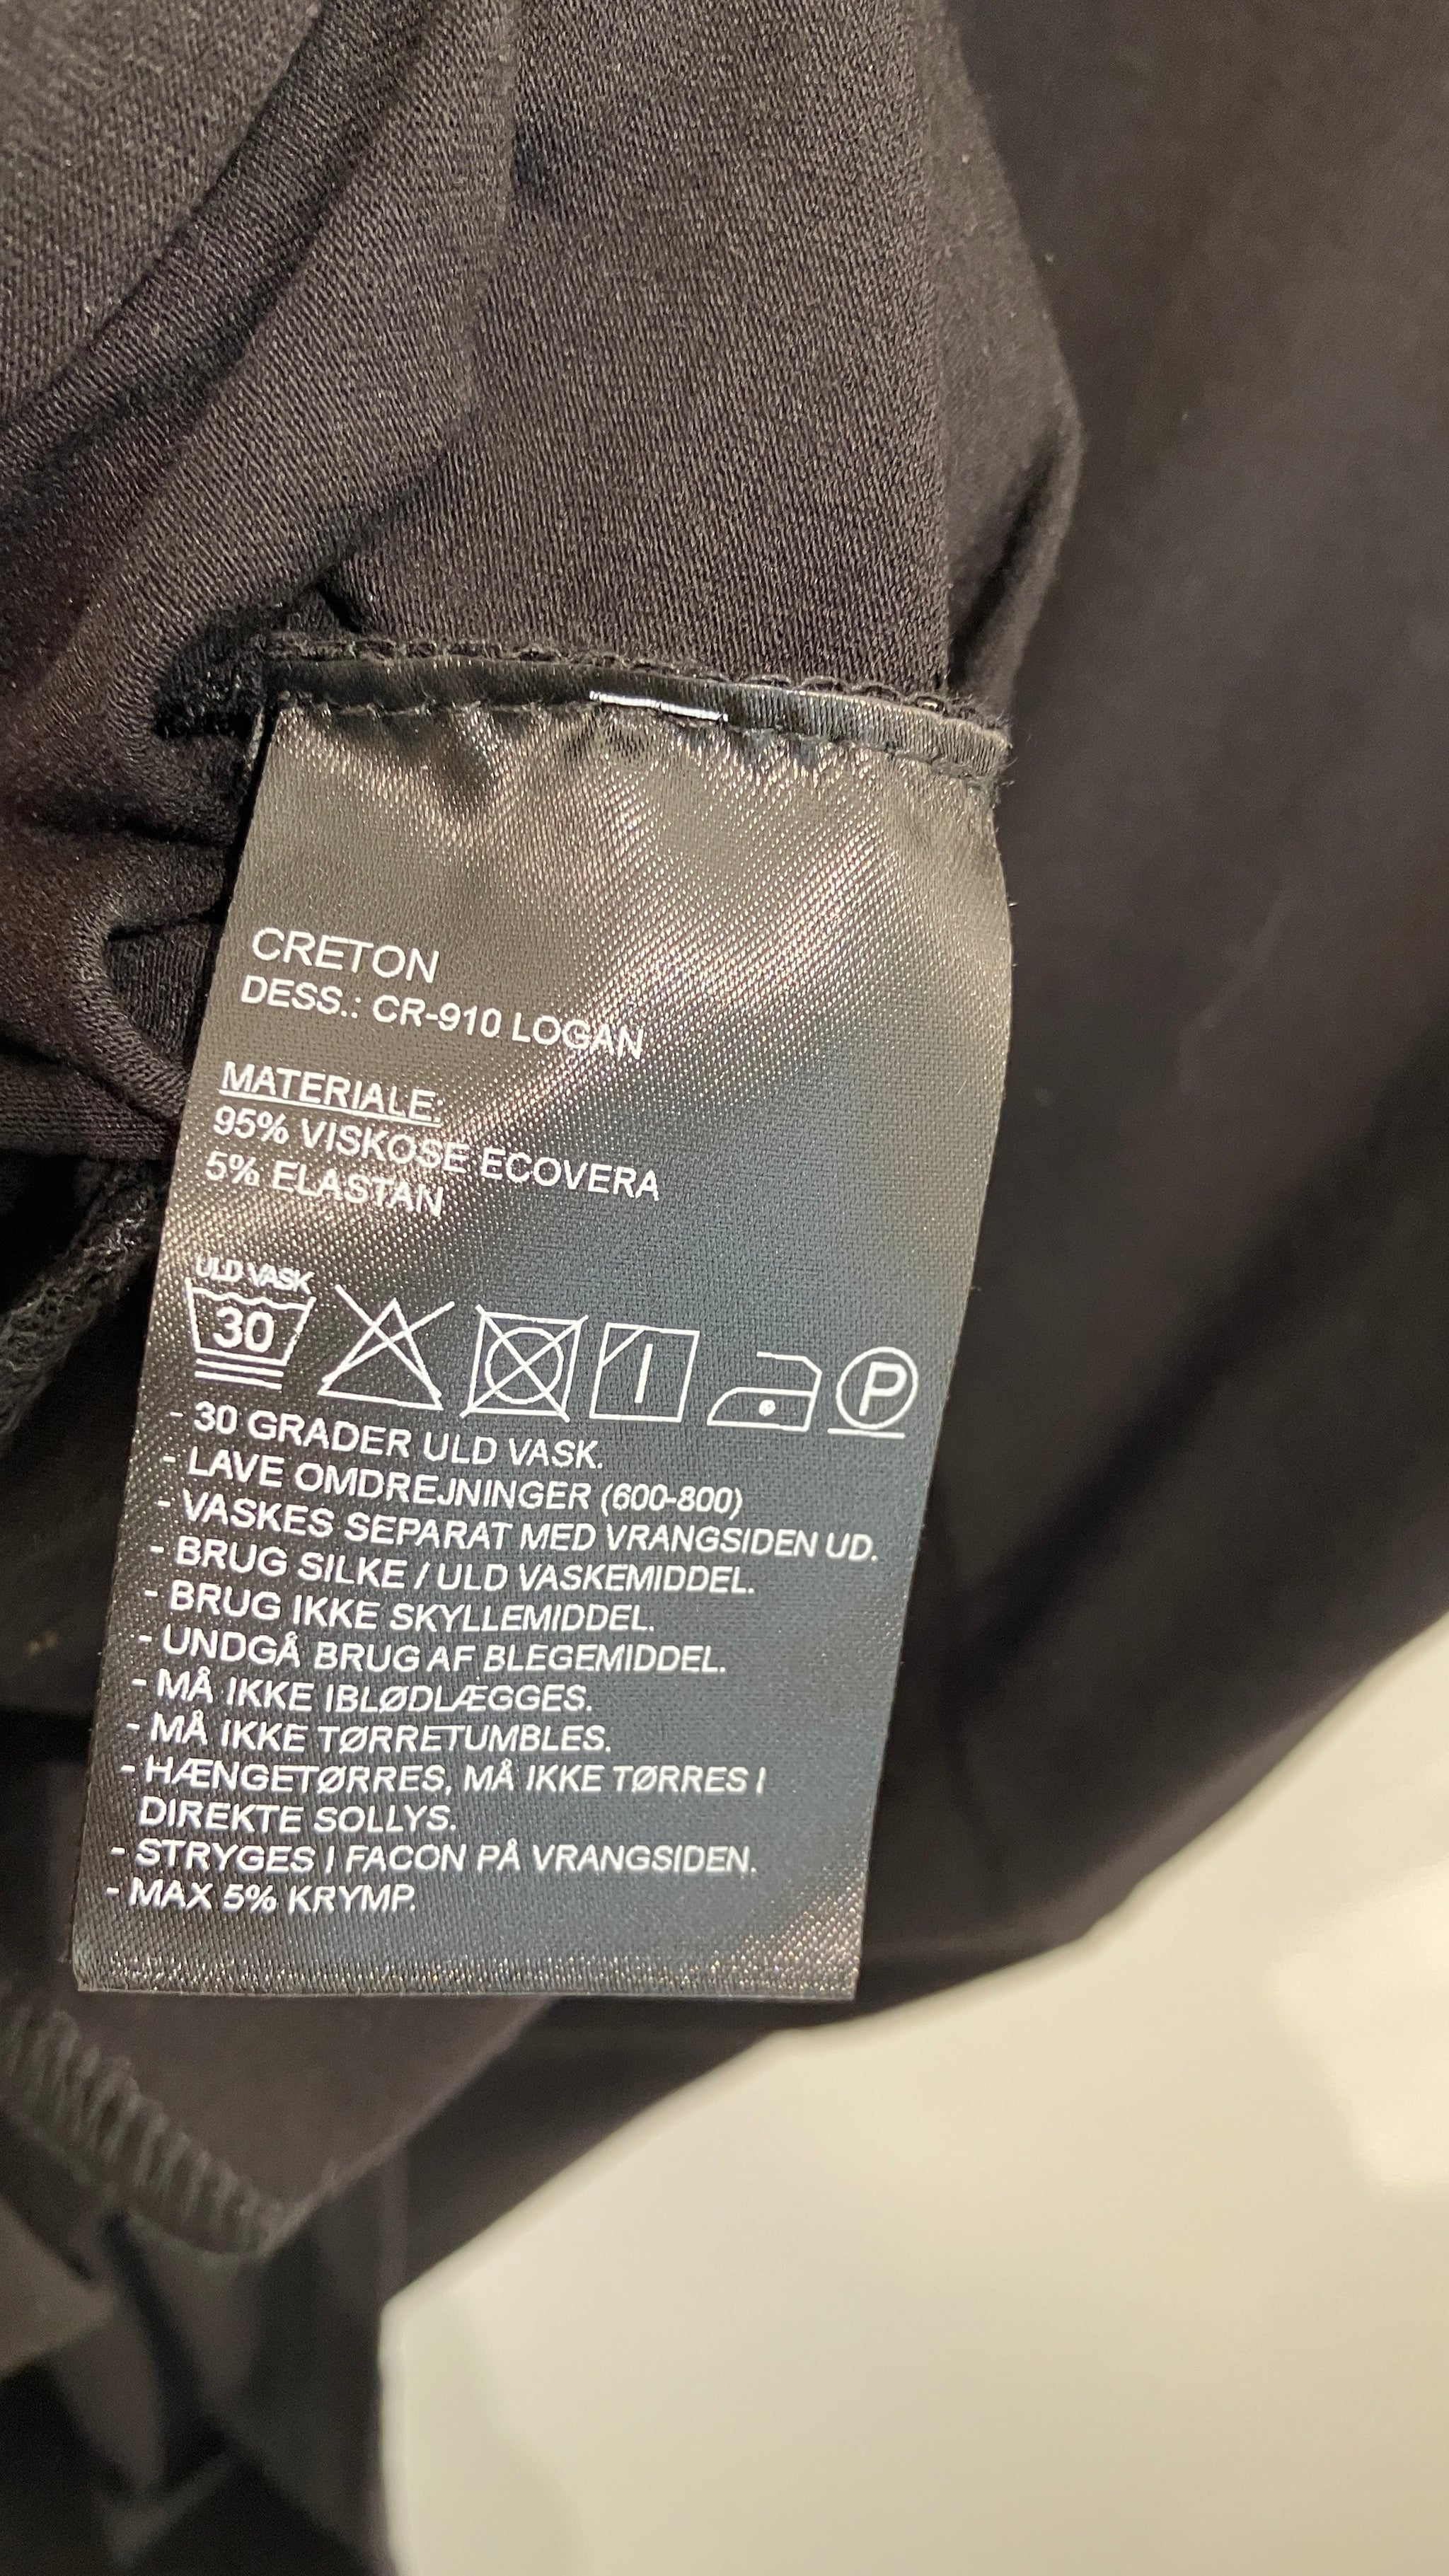 CRETON
DESS.: CR-910 LOGAN
MATERIALE:
95% VISKOSE ECOVERA
5% ELASTAN
ULD VASK
30
P
- 30 GRADER ULD VASK.
- LAVE OMDREJNINGER (600-800)
- VASKES SEPARAT MED VRANGSIDEN UD.
- BRUG SILKE / ULD VASKEMIDDEL.
- BRUG IKKE SKYLLEMIDDEL.
- UNDGÅ BRUG AF BLEGEMIDDEL.
- MÅ IKKE IBLØDLÆGGES.
- MÅ IKKE TØRRETUMBLES.
- HÆNGETØRRES, MÅ IKKE TØRRES I
DIREKTE SOLLYS.
- STRYGES I FACON PÅ VRANGSIDEN.
- MAX 5% KRYMP.